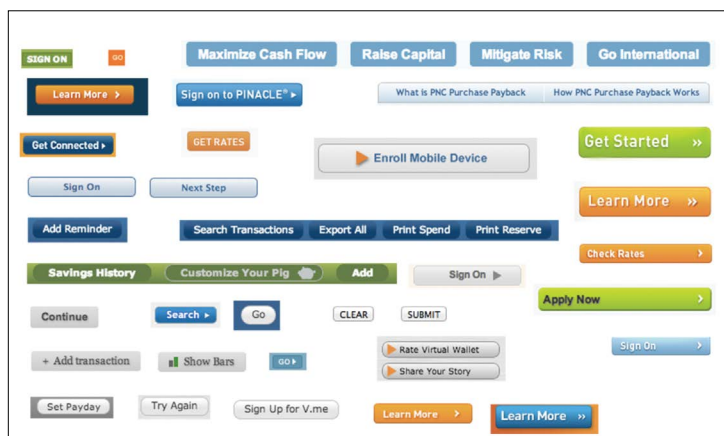 SIGN ON
GO
Maximize Cash Flow
Raise Capital
Mitigate Risk
Go International
Learn More
Sign on to PINACLE®
What is PNC Purchase Payback
How PNC Purchase Payback Works
Get Connected
GET RATES
Enroll Mobile Device
Get Started
Sign On
Next Step
Learn More
Add Reminder
Search Transactions
Export All
Print Spend
Print Reserve
Check Rates
Savings History
Customize Your Pig
Add
Sign On
Apply Now
Continue
Search
Go
CLEAR
SUBMIT
Sign On
+ Add transaction
Show Bars
GO
Rate Virtual Wallet
Share Your Story
Set Payday
Try Again
Sign Up for V.me
Learn More
Learn More